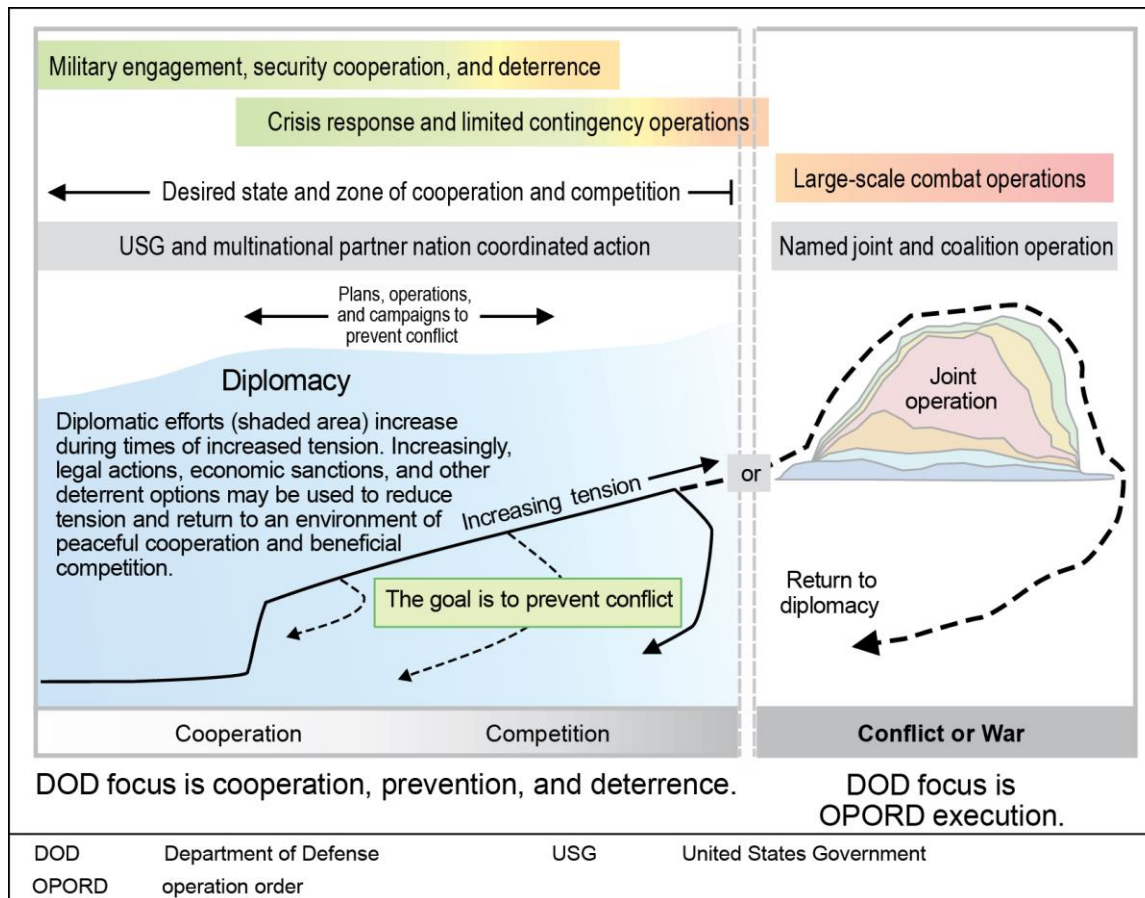 Military engagement, security cooperation, and deterrence
Crisis response and limited contingency operations
Desired state and zone of cooperation and competition
Large-scale combat operations
USG and multinational partner nation coordinated action
Named joint and coalition operation
Plans, operations,
and campaigns to
prevent conflict
Diplomacy
Diplomatic efforts (shaded area) increase
during times of increased tension. Increasingly,
legal actions, economic sanctions, and other
deterrent options may be used to reduce
tension and return to an environment of
peaceful cooperation and beneficial
competition.
Increasing tension
The goal is to prevent conflict
or
Joint
operation
Return to
diplomacy
Cooperation
Competition
Conflict or War
DOD focus is cooperation, prevention, and deterrence.
DOD focus is
OPORD execution.
DOD Department of Defense USG United States Government
OPORD operation order